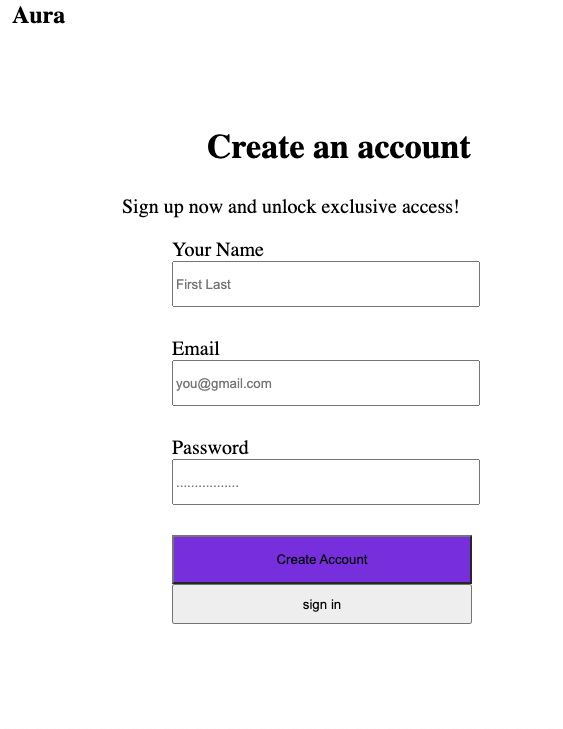 Aura
Create an account
Sign up now and unlock exclusive access!
Your Name
First Last
Email
you@gmail.com
Password
.................
Create Account
sign in